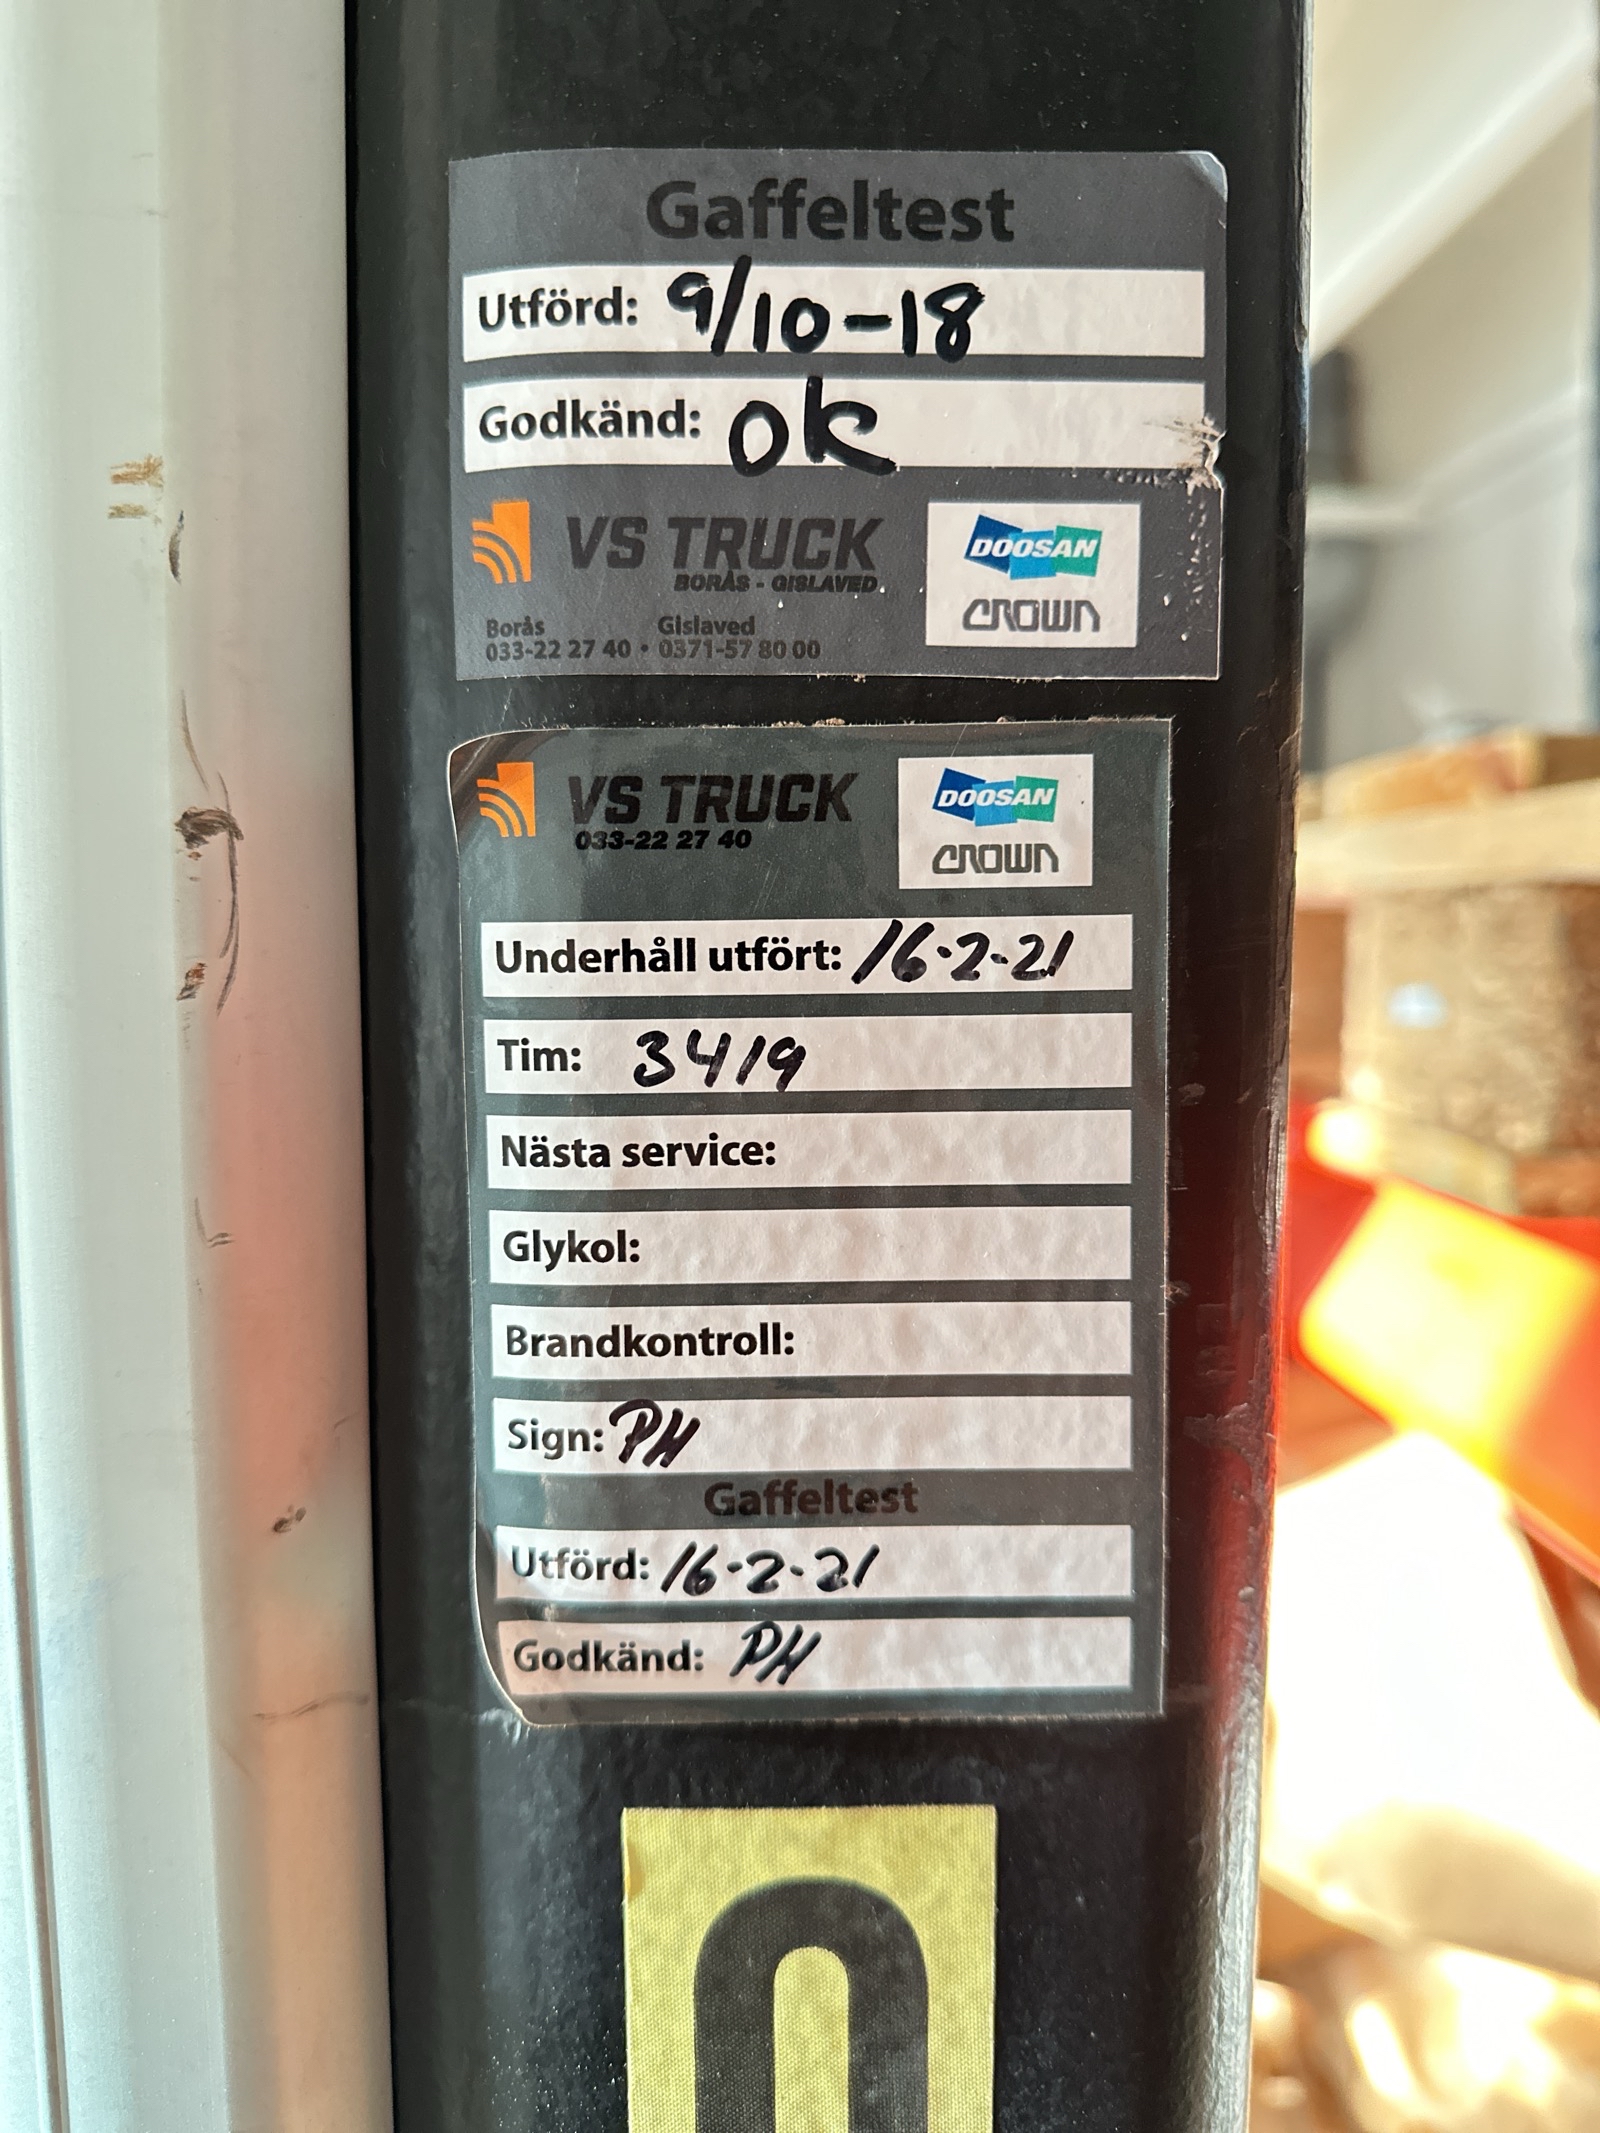 Gaffeltest
Utförd: 9/10-18
Godkänd: OK
VS TRUCK
BORÅS - GISLAVED
DOOSAN
CROWN
Borås Gislaved
033-22 27 40 • 0371-57 80 00
VS TRUCK
033-22 27 40
DOOSAN
CROWN
Underhåll utfört: 16-2-21
Tim: 3419
Nästa service:
Glykol:
Brandkontroll:
Sign: PH
Gaffeltest
Utförd: 16-2-21
Godkänd: PH